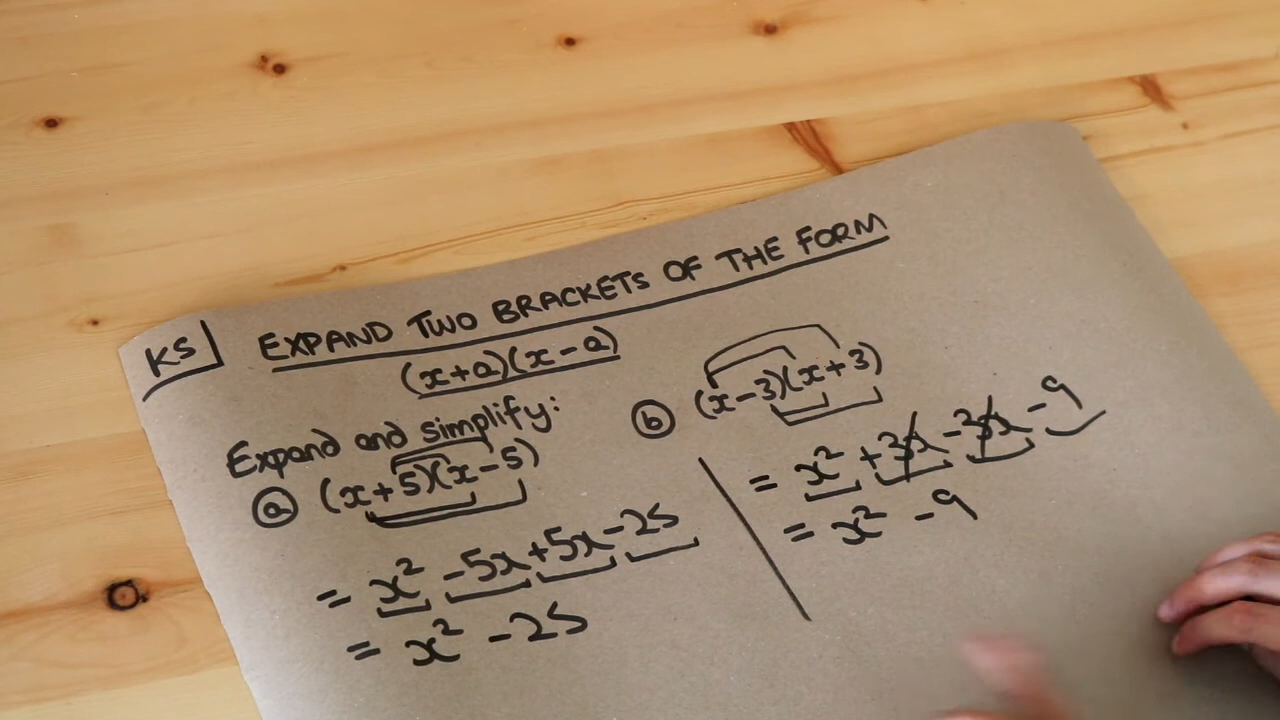 KS
EXPAND TWO BRACKETS OF THE FORM
(x+a)(x-a)
Expand and simplify:
ⓐ (x+5)(x-5)
= x² -5x+5x-25
= x² -25
ⓑ (x-3)(x+3)
= x² +3x-3x-9
= x² -9